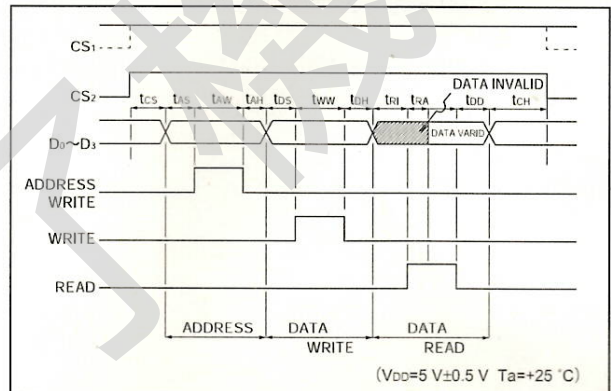 CS₁
CS₂
tCS tAS tAW tAH tDS tWW tDH tRI tRA tDD tCH
DATA INVALID
D₀～D₃
DATA VARID
ADDRESS
WRITE
WRITE
READ
ADDRESS DATA DATA
WRITE READ
(VDD=5 V±0.5 V Ta=+25 ˚C)